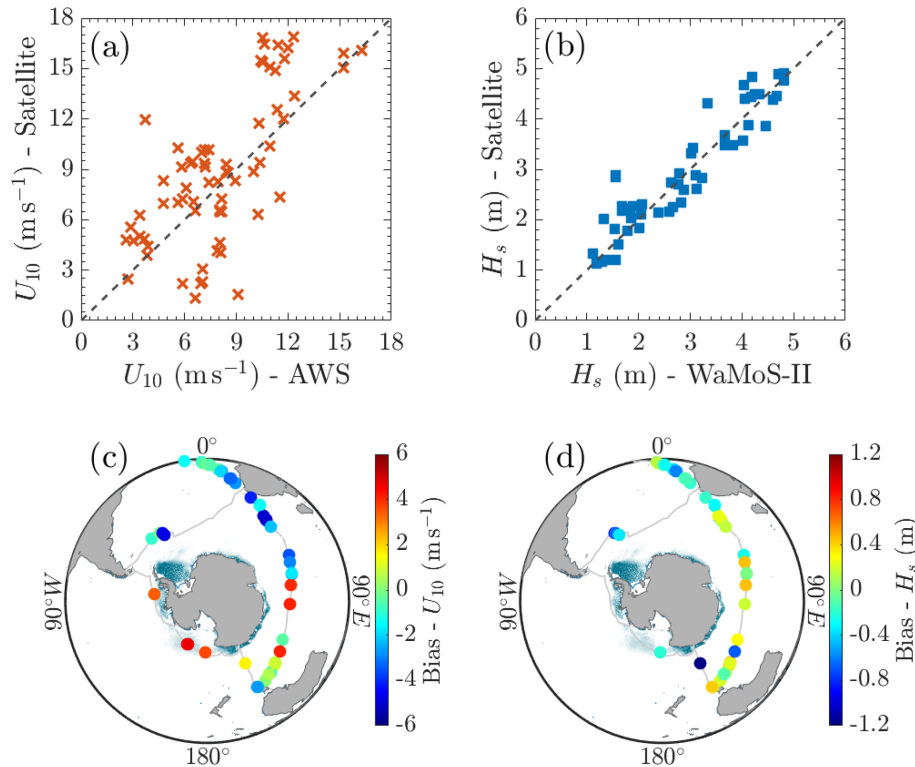 (a)
18
15
12
9
6
3
0
0 3 6 9 12 15 18
U₁₀ (m s⁻¹) - Satellite
U₁₀ (m s⁻¹) - AWS
(b)
6
5
4
3
2
1
0
0 1 2 3 4 5 6
Hₛ (m) - Satellite
Hₛ (m) - WaMoS-II
(c)
0°
90°W
90°E
180°
6
4
2
0
-2
-4
-6
Bias - U₁₀ (m s⁻¹)
(d)
0°
90°W
90°E
180°
1.2
0.8
0.4
0
-0.4
-0.8
-1.2
Bias - Hₛ (m)